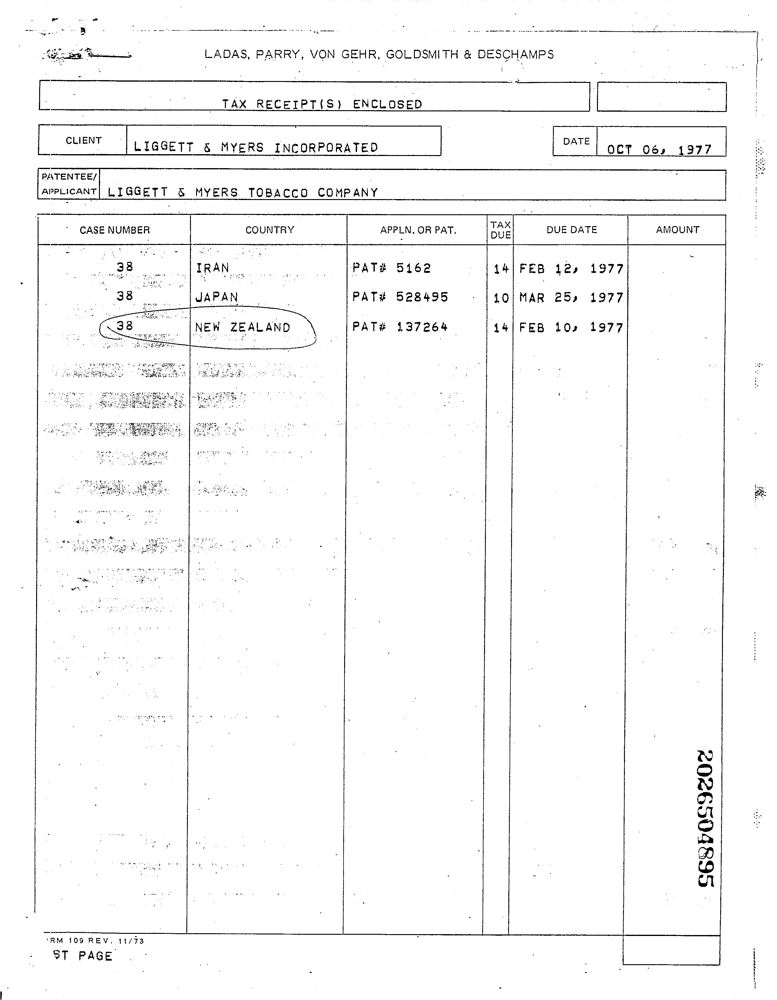 LADAS, PARRY, VON GEHR, GOLDSMITH & DESCHAMPS
TAX RECEIPT(S) ENCLOSED
CLIENT LIGGETT & MYERS INCORPORATED DATE OCT 06, 1977
PATENTEE/
APPLICANT LIGGETT & MYERS TOBACCO COMPANY
CASE NUMBER COUNTRY APPLN. OR PAT. TAX DUE DUE DATE AMOUNT
38 IRAN PAT# 5162 14 FEB 12, 1977
38 JAPAN PAT# 528495 10 MAR 25, 1977
38 NEW ZEALAND PAT# 137264 14 FEB 10, 1977
2026504895
RM 109 REV. 11/73
ST PAGE